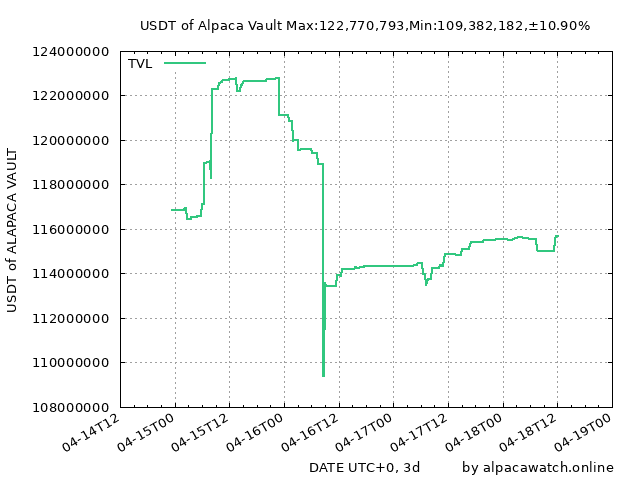 USDT of Alpaca Vault Max:122,770,793,Min:109,382,182,±10.90%
TVL
124000000
122000000
120000000
118000000
116000000
114000000
112000000
110000000
108000000
USDT of ALAPACA VAULT
04-14T12
04-15T00
04-15T12
04-16T00
04-16T12
04-17T00
04-17T12
04-18T00
04-18T12
04-19T00
DATE UTC+0, 3d
by alpacawatch.online